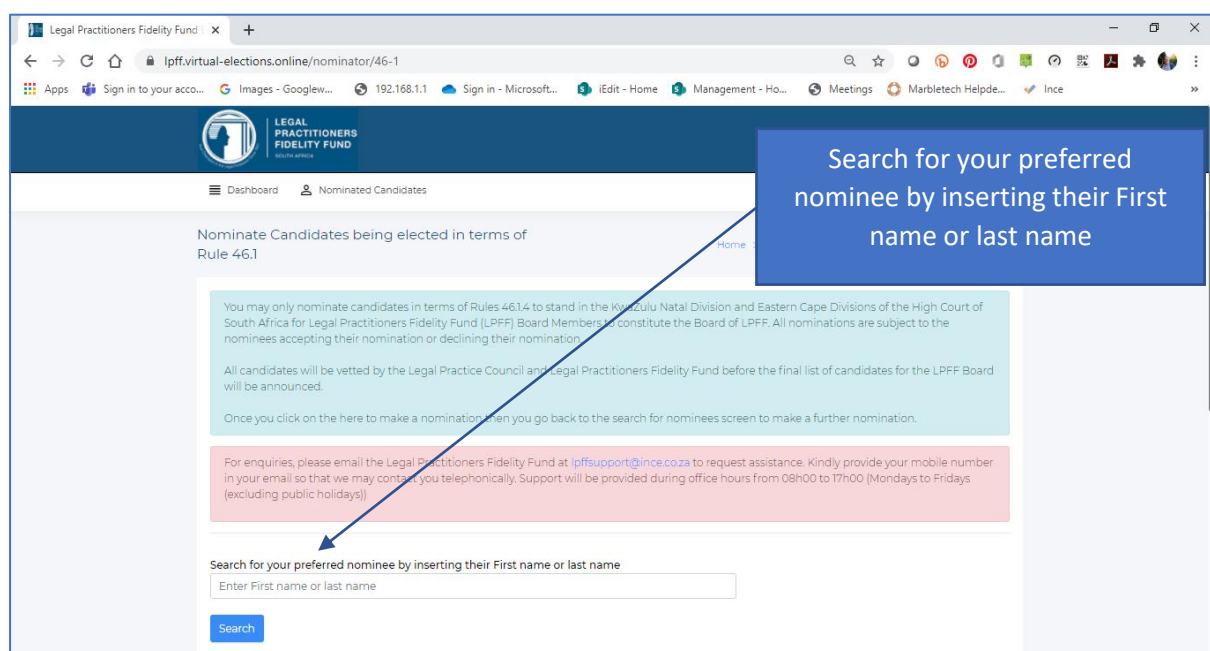 Legal Practitioners Fidelity Fund
lpff.virtual-elections.online/nominator/46-1
Apps Sign in to your acco... Images - Googlew... 192.168.1.1 Sign in - Microsoft... iEdit - Home Management - Ho... Meetings Marbletech Helpde... Ince »
LEGAL
PRACTITIONERS
FIDELITY FUND
SOUTH AFRICA
Search for your preferred
nominee by inserting their First
name or last name
Dashboard Nominated Candidates
Nominate Candidates being elected in terms of
Rule 46.1
Home
You may only nominate candidates in terms of Rules 46.1.4 to stand in the KwaZulu Natal Division and Eastern Cape Divisions of the High Court of
South Africa for Legal Practitioners Fidelity Fund (LPFF) Board Members to constitute the Board of LPFF. All nominations are subject to the
nominees accepting their nomination or declining their nomination.
All candidates will be vetted by the Legal Practice Council and Legal Practitioners Fidelity Fund before the final list of candidates for the LPFF Board
will be announced.
Once you click on the here to make a nomination then you go back to the search for nominees screen to make a further nomination.
For enquiries, please email the Legal Practitioners Fidelity Fund at lpffsupport@ince.co.za to request assistance. Kindly provide your mobile number
in your email so that we may contact you telephonically. Support will be provided during office hours from 08h00 to 17h00 (Mondays to Fridays
(excluding public holidays))
Search for your preferred nominee by inserting their First name or last name
Enter First name or last name
Search